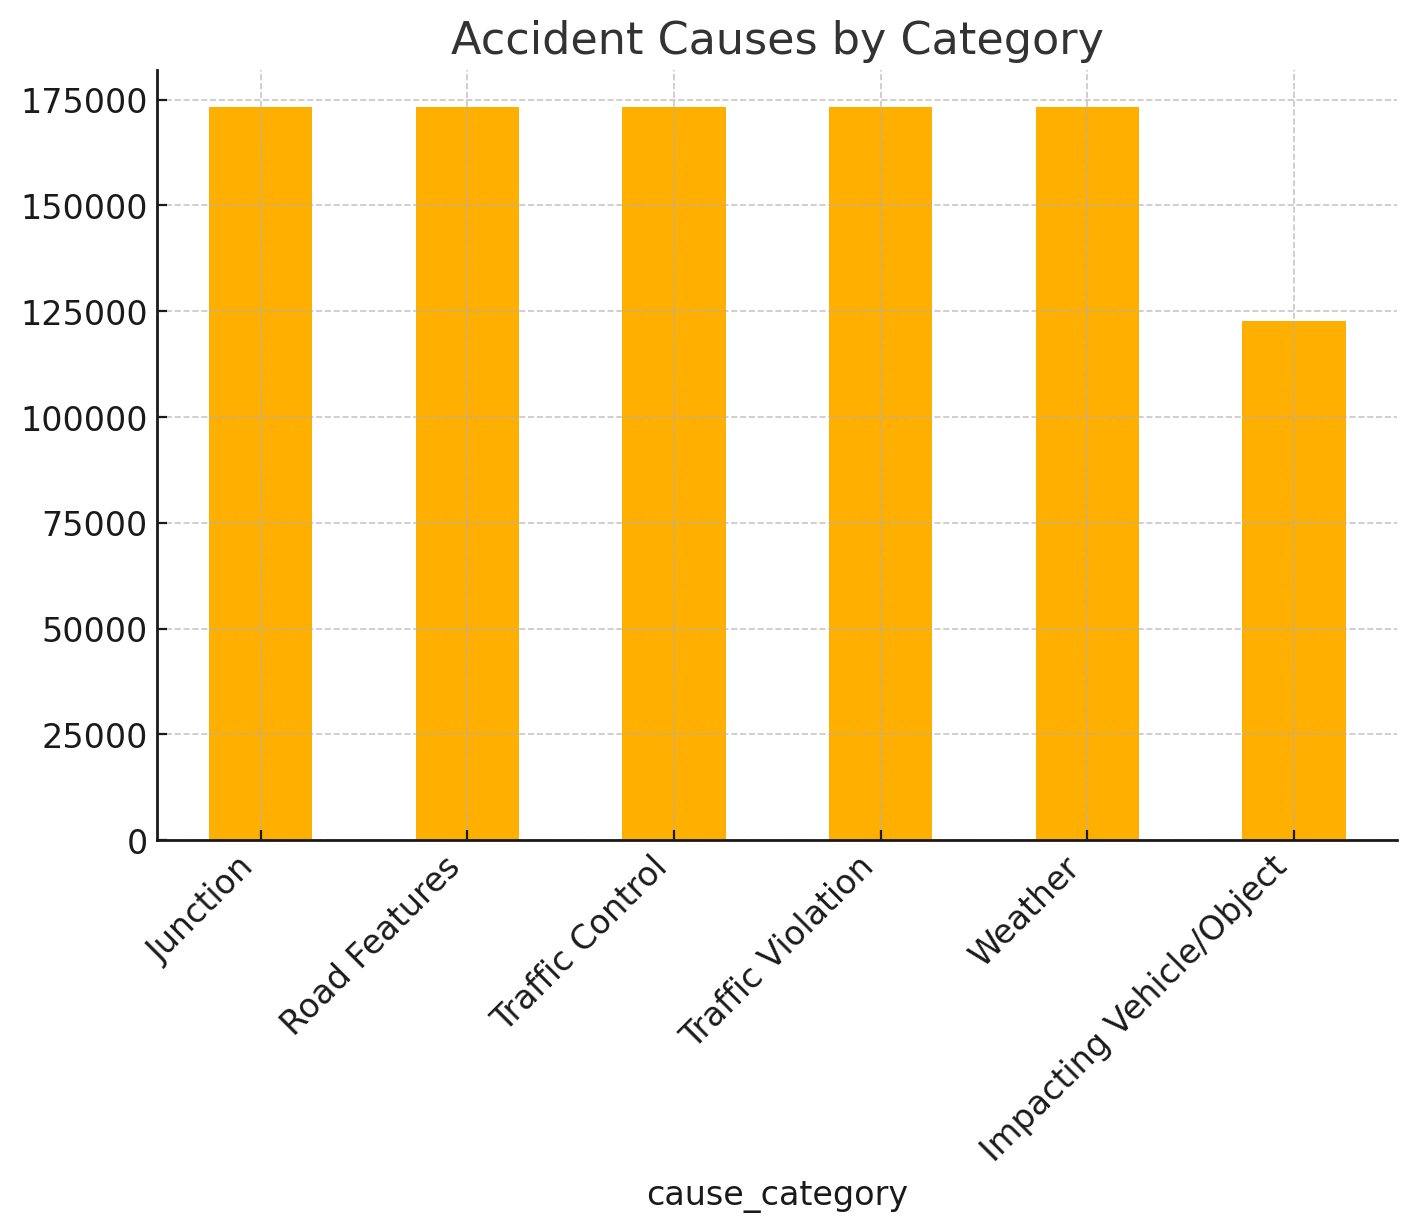 Accident Causes by Category
175000
150000
125000
100000
75000
50000
25000
0
Junction
Road Features
Traffic Control
Traffic Violation
Weather
Impacting Vehicle/Object
cause_category